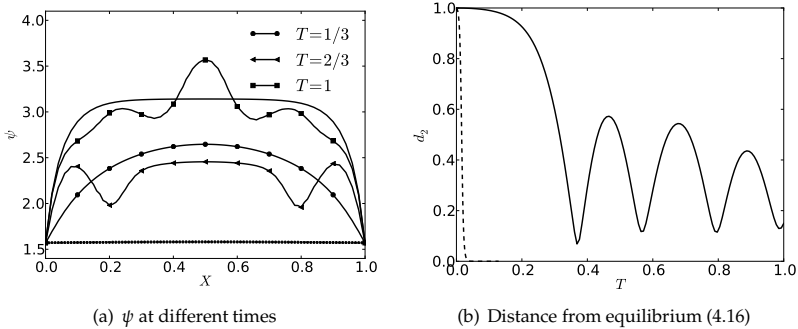 4.0
3.5
3.0
2.5
2.0
1.5
ψ
0.0 0.2 0.4 0.6 0.8 1.0
X
T=1/3
T=2/3
T=1
(a) ψ at different times
1.0
0.8
0.6
0.4
0.2
0.0
d₂
0.0 0.2 0.4 0.6 0.8 1.0
T
(b) Distance from equilibrium (4.16)